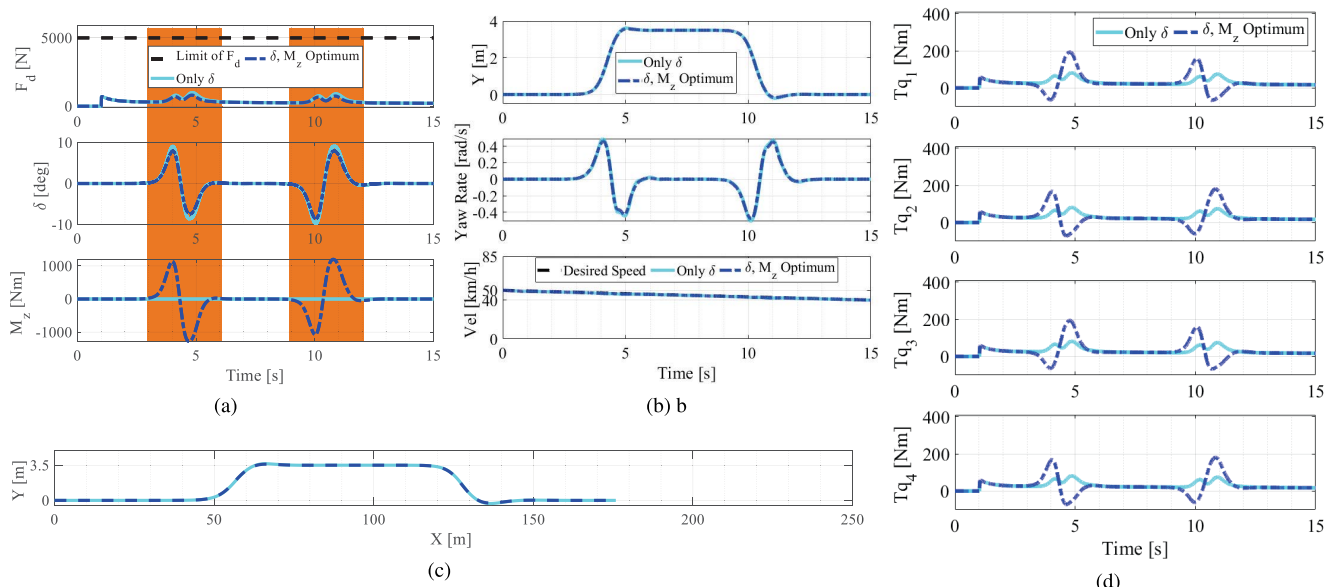 5000
0
F_d [N]
Limit of F_d
δ, M_z Optimum
Only δ
0
5
10
15
10
0
-10
δ [deg]
0
5
10
15
1000
0
-1000
M_z [Nm]
0
5
10
15
Time [s]
(a)
6
4
2
0
Y [m]
Only δ
δ, M_z Optimum
0
5
10
15
0.4
0.2
0
-0.2
-0.4
Yaw Rate [rad/s]
0
5
10
15
85
50
40
Vel [km/h]
Desired Speed
Only δ
δ, M_z Optimum
0
5
10
15
Time [s]
(b) b
3.5
0
Y [m]
0
50
100
150
200
250
X [m]
(c)
400
200
0
Tq_1 [Nm]
Only δ
δ, M_z Optimum
0
5
10
15
400
200
0
Tq_2 [Nm]
0
5
10
15
400
200
0
Tq_3 [Nm]
0
5
10
15
400
200
0
Tq_4 [Nm]
0
5
10
15
Time [s]
(d)